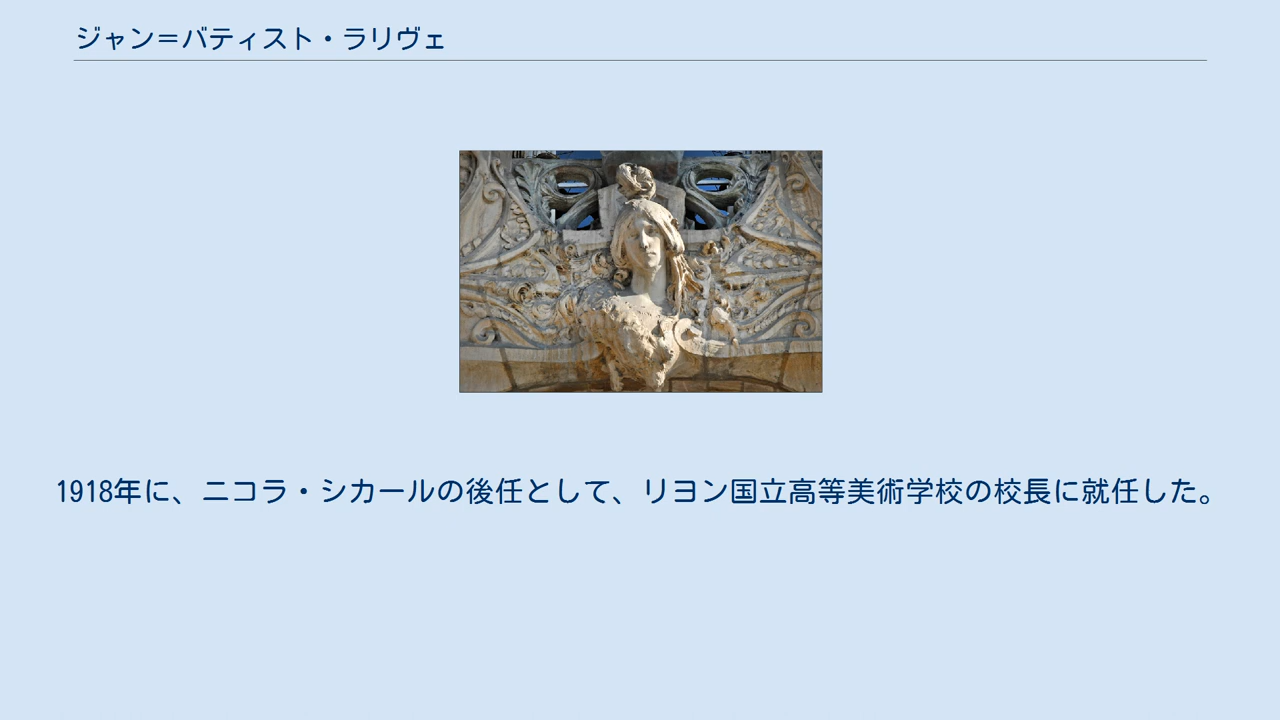 ジャン＝バティスト・ラリヴェ
1918年に、ニコラ・シカールの後任として、リヨン国立高等美術学校の校長に就任した。